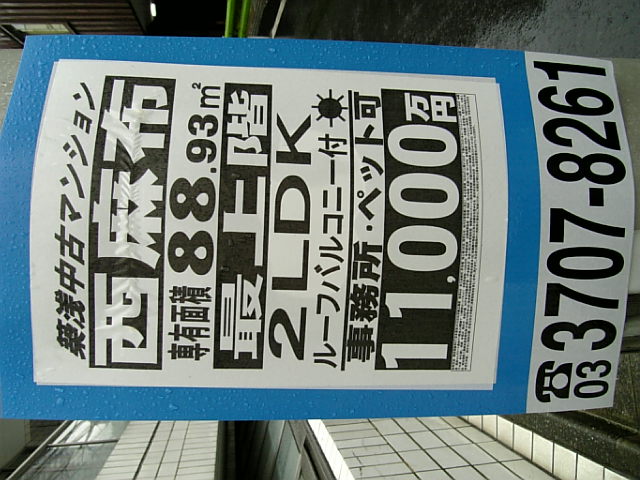 築浅中古マンション
西麻布
専有面積88.93㎡
最上階
2LDK
ルーフバルコニー付
事務所・ペット可
11,000万円
☎03 3707-8261